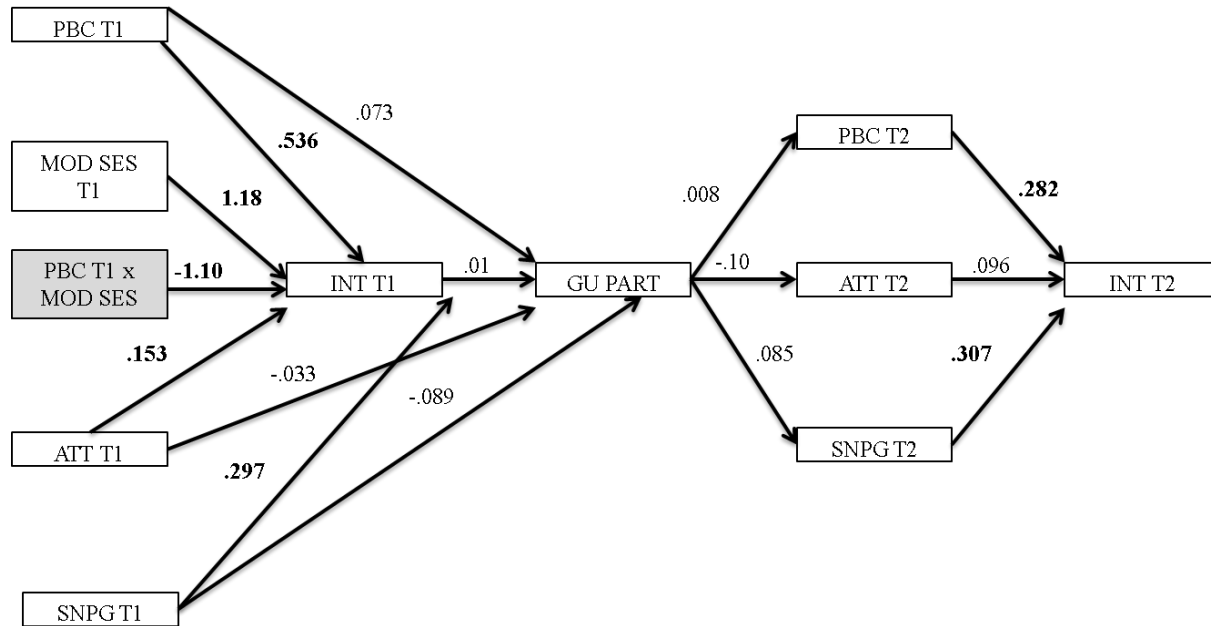 PBC T1
.073
.536
PBC T2
MOD SES
T1
1.18
.282
.008
PBC T1 x
MOD SES
-1.10
INT T1
.01
GU PART
-.10
ATT T2
.096
INT T2
.153
-.033
-.089
.085
.307
ATT T1
.297
SNPG T2
SNPG T1